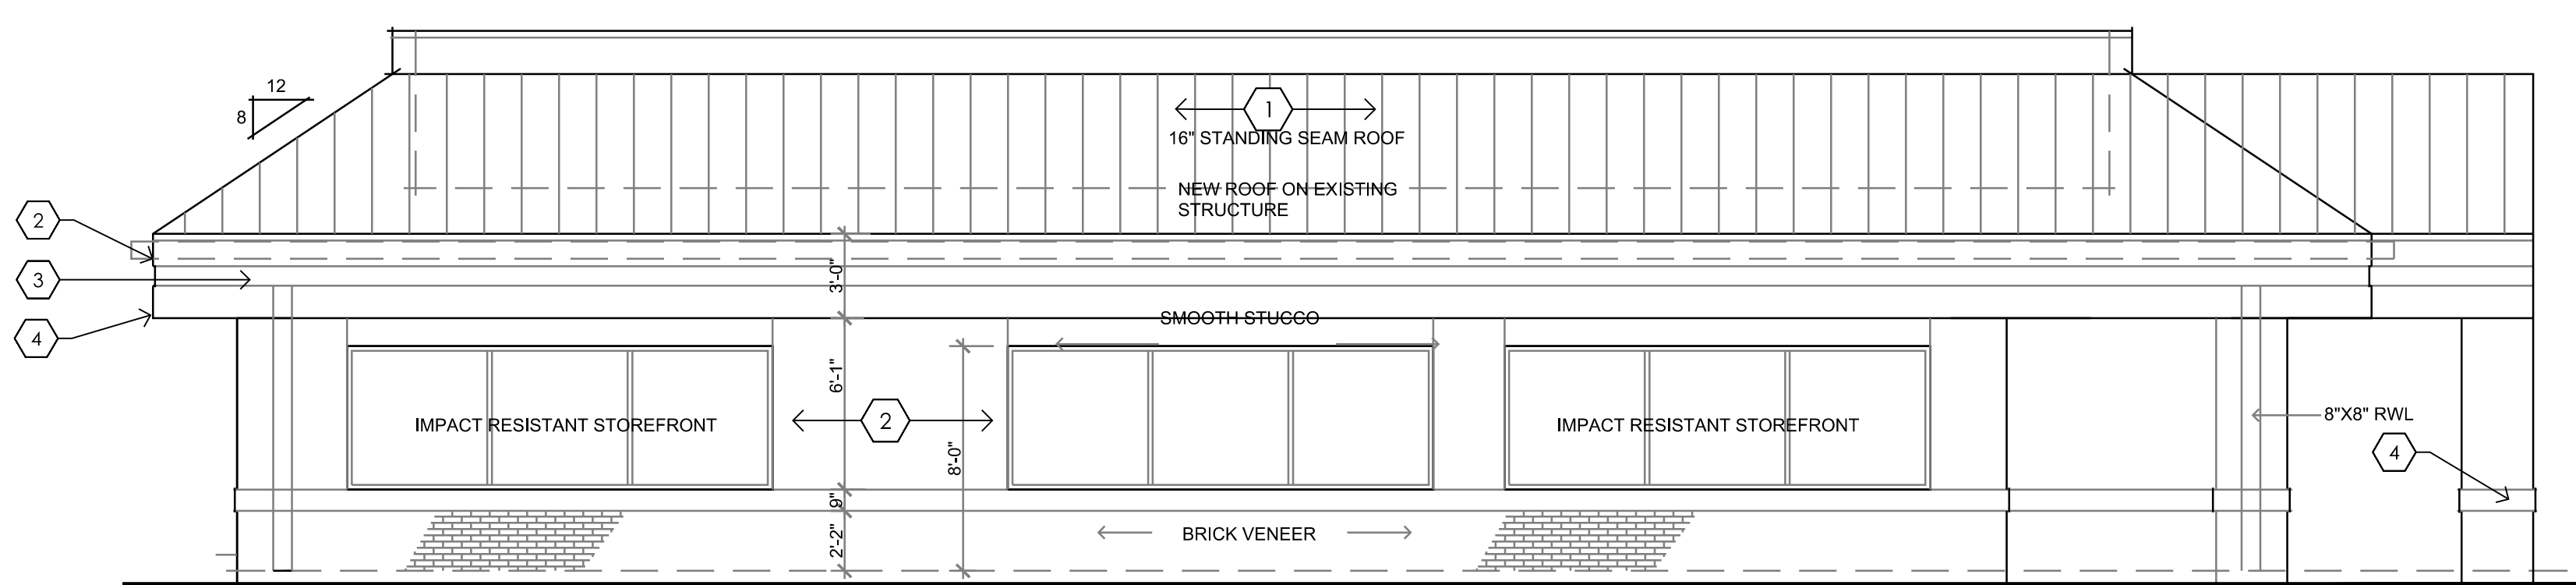 12
8
1
16" STANDING SEAM ROOF
NEW ROOF ON EXISTING
STRUCTURE
2
3
4
3'-0"
SMOOTH STUCCO
6'-1"
IMPACT RESISTANT STOREFRONT
2
8'-0"
IMPACT RESISTANT STOREFRONT
8"X8" RWL
4
9"
2'-2"
BRICK VENEER